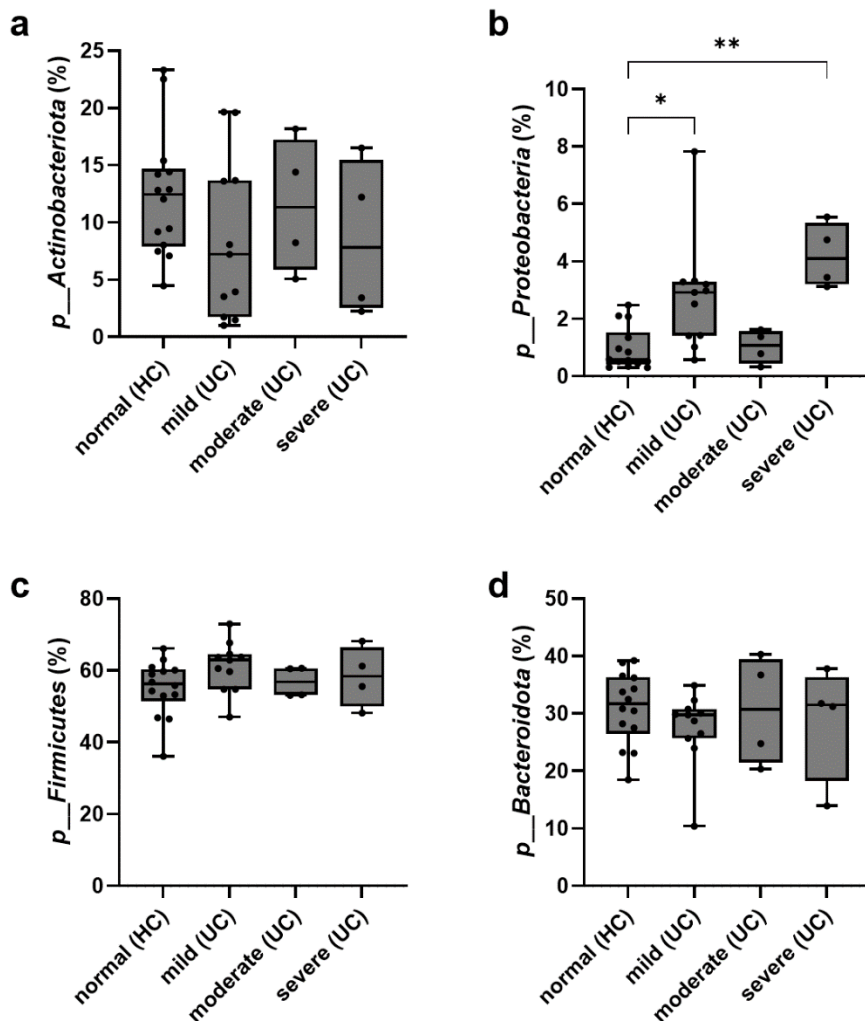 a
p__Actinobacteriota (%)
25
20
15
10
5
0
normal (HC)
mild (UC)
moderate (UC)
severe (UC)
b
p__Proteobacteria (%)
**
*
10
8
6
4
2
0
normal (HC)
mild (UC)
moderate (UC)
severe (UC)
c
p__Firmicutes (%)
80
60
40
20
0
normal (HC)
mild (UC)
moderate (UC)
severe (UC)
d
p__Bacteroidota (%)
50
40
30
20
10
0
normal (HC)
mild (UC)
moderate (UC)
severe (UC)